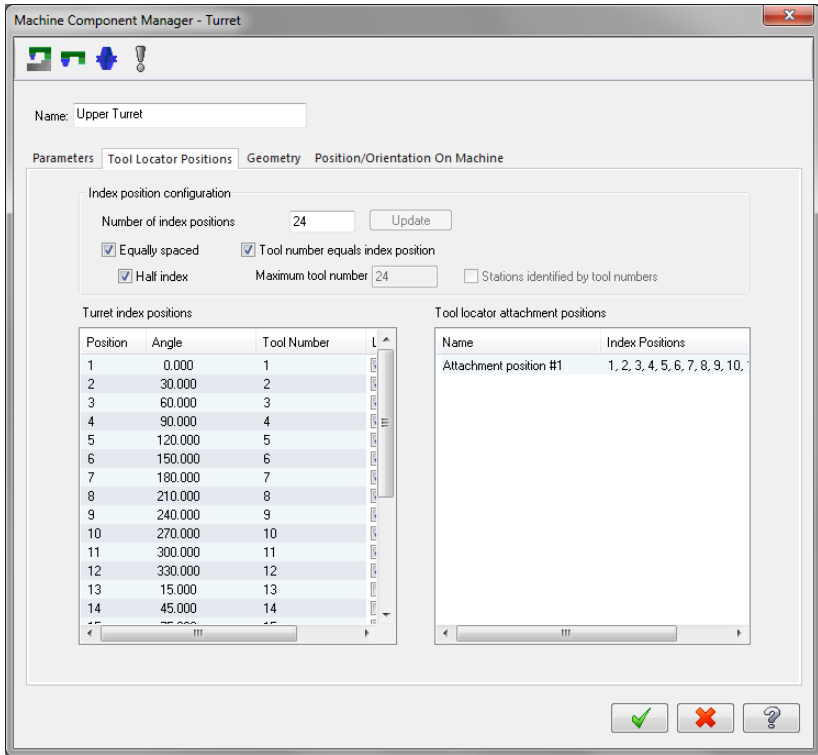 Machine Component Manager - Turret
Name: Upper Turret
Parameters Tool Locator Positions Geometry Position/Orientation On Machine
Index position configuration
Number of index positions 24 Update
Equally spaced Tool number equals index position
Half index Maximum tool number 24 Stations identified by tool numbers
Turret index positions
Position Angle Tool Number L
1 0.000 1
2 30.000 2
3 60.000 3
4 90.000 4
5 120.000 5
6 150.000 6
7 180.000 7
8 210.000 8
9 240.000 9
10 270.000 10
11 300.000 11
12 330.000 12
13 15.000 13
14 45.000 14
Tool locator attachment positions
Name Index Positions
Attachment position #1 1, 2, 3, 4, 5, 6, 7, 8, 9, 10,